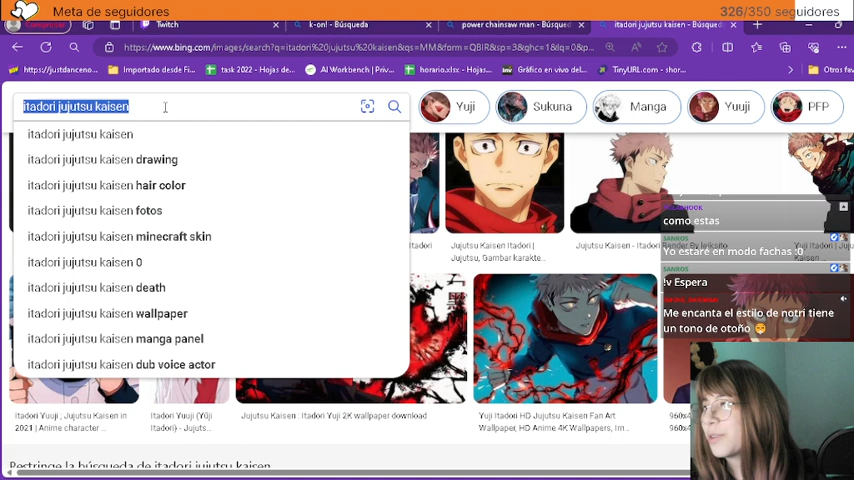 Meta de seguidores
326/350 seguidores
Twitch
k-on! - Búsqueda
power chainsaw man - Búsqued
itadori jujutsu kaisen - Búsqued
https://www.bing.com/images/search?q=itadori%20jujutsu%20kaisen&qs=MM&form=QBIR&sp=3&ghc=1&lq=0&p...
https://justdanceno...
Importado desde Fi...
task 2022 - Hojas de...
AI Workbench | Priv...
horario.xlsx - Hojas...
Gráfico en vivo del...
TinyURL.com - shor...
Otros fav
itadori jujutsu kaisen
Yuji
Sukuna
Manga
Yuuji
PFP
itadori jujutsu kaisen
itadori jujutsu kaisen drawing
itadori jujutsu kaisen hair color
itadori jujutsu kaisen fotos
itadori jujutsu kaisen minecraft skin
itadori jujutsu kaisen 0
itadori jujutsu kaisen death
itadori jujutsu kaisen wallpaper
itadori jujutsu kaisen manga panel
itadori jujutsu kaisen dub voice actor
Itadori
Jujutsu Kaisen Itadori |
Jujutsu, Gambar karakte...
Jujutsu Kaisen - Itadori Render By leiksito
como estas
SANROS
Yo estare en modo fachas :0
SANROS
!v Espera
Me encanta el estilo de notri tiene
un tono de otoño
Itadori Yuuji , Jujutsu Kaisen in
2021 | Anime character ...
Itadori Yuuji (Yūji
Itadori) - Jujuts...
Jujutsu Kaisen : Itadori Yuji 2K wallpaper download
Yuji Itadori HD Jujutsu Kaisen Fan Art
Wallpaper, HD Anime 4K Wallpapers, Im...
Restringe la búsqueda de itadori jujutsu kaisen